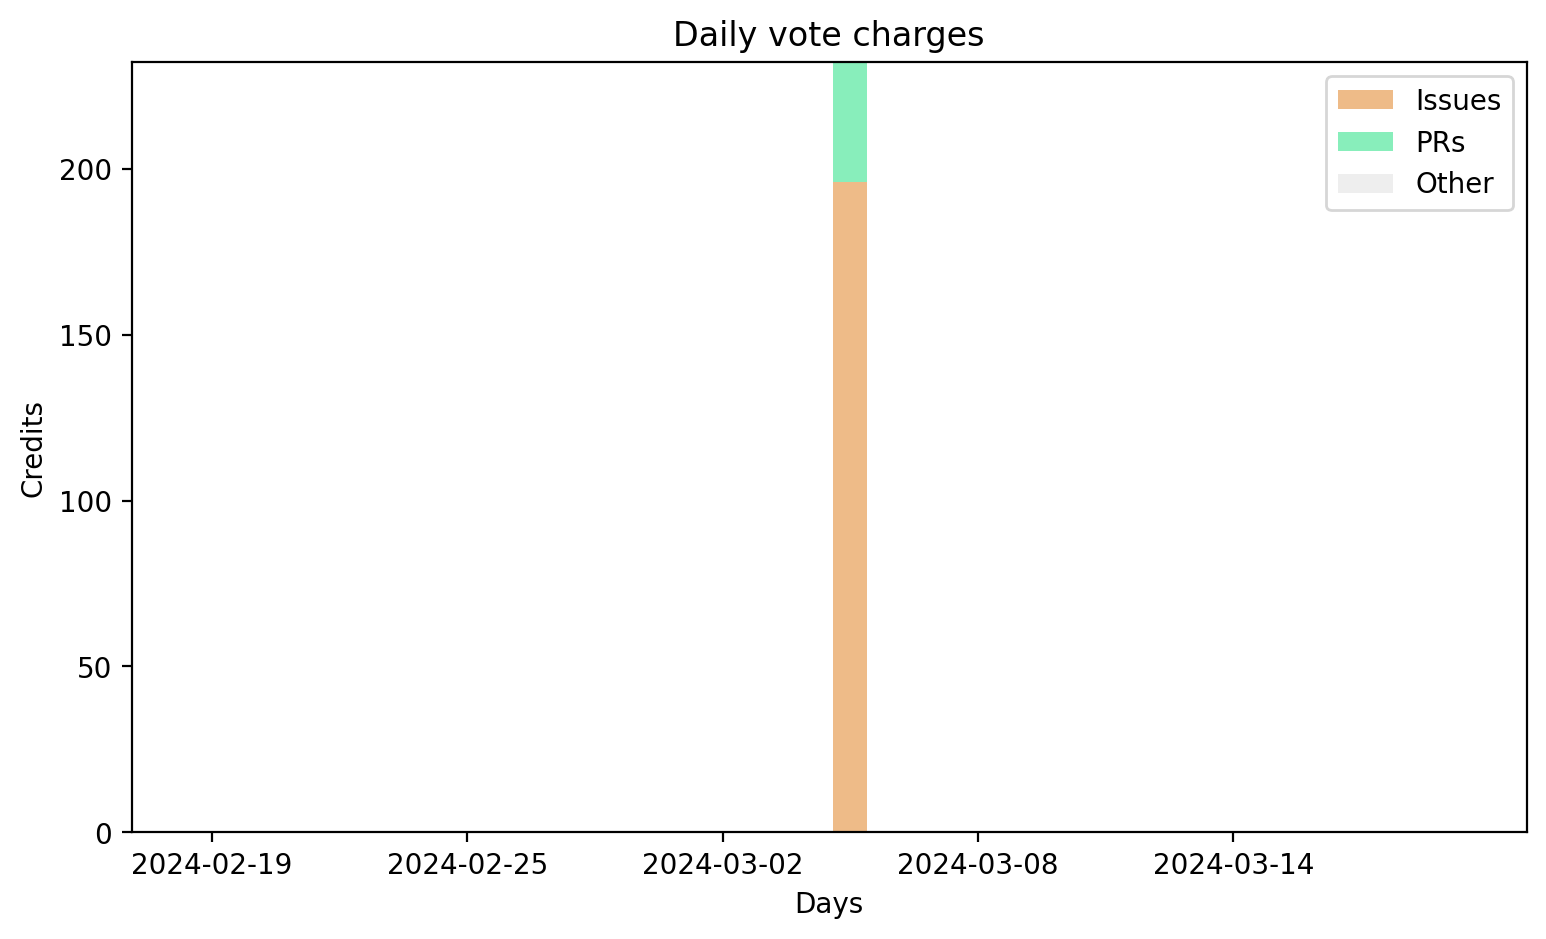 Daily vote charges
Issues
PRs
Other
200
150
100
50
0
Credits
2024-02-19
2024-02-25
2024-03-02
2024-03-08
2024-03-14
Days